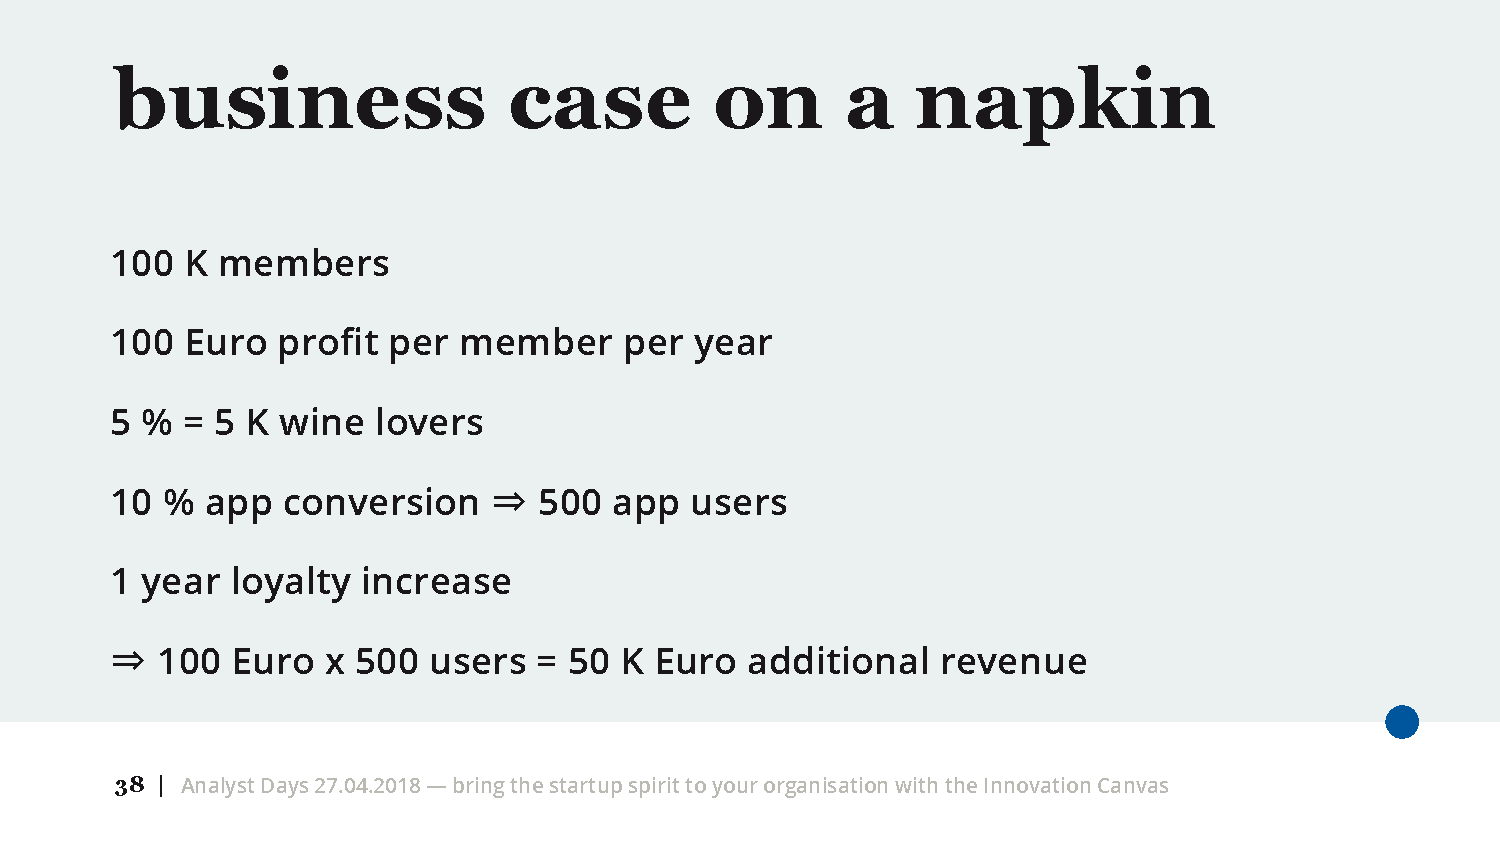 business case on a napkin
100 K members
100 Euro profit per member per year
5 % = 5 K wine lovers
10 % app conversion ⇒ 500 app users
1 year loyalty increase
⇒ 100 Euro x 500 users = 50 K Euro additional revenue
38 | Analyst Days 27.04.2018 — bring the startup spirit to your organisation with the Innovation Canvas